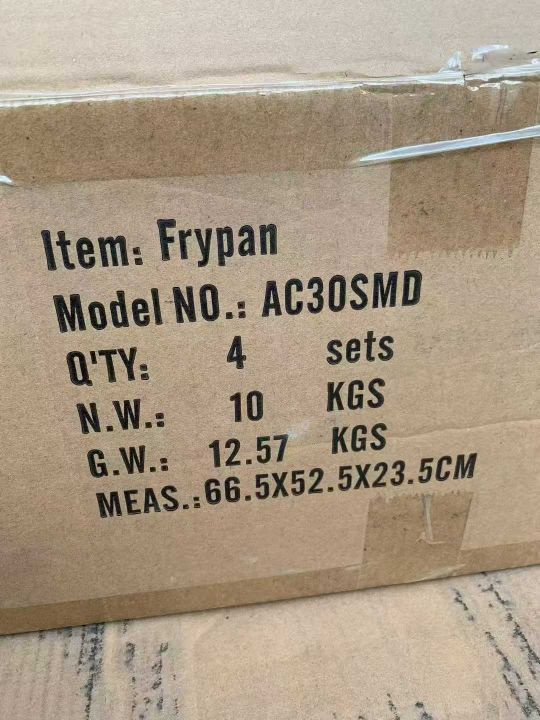 Item: Frypan
Model NO.: AC30SMD
Q'TY: 4 sets
N.W.: 10 KGS
G.W.: 12.57 KGS
MEAS.:66.5X52.5X23.5CM